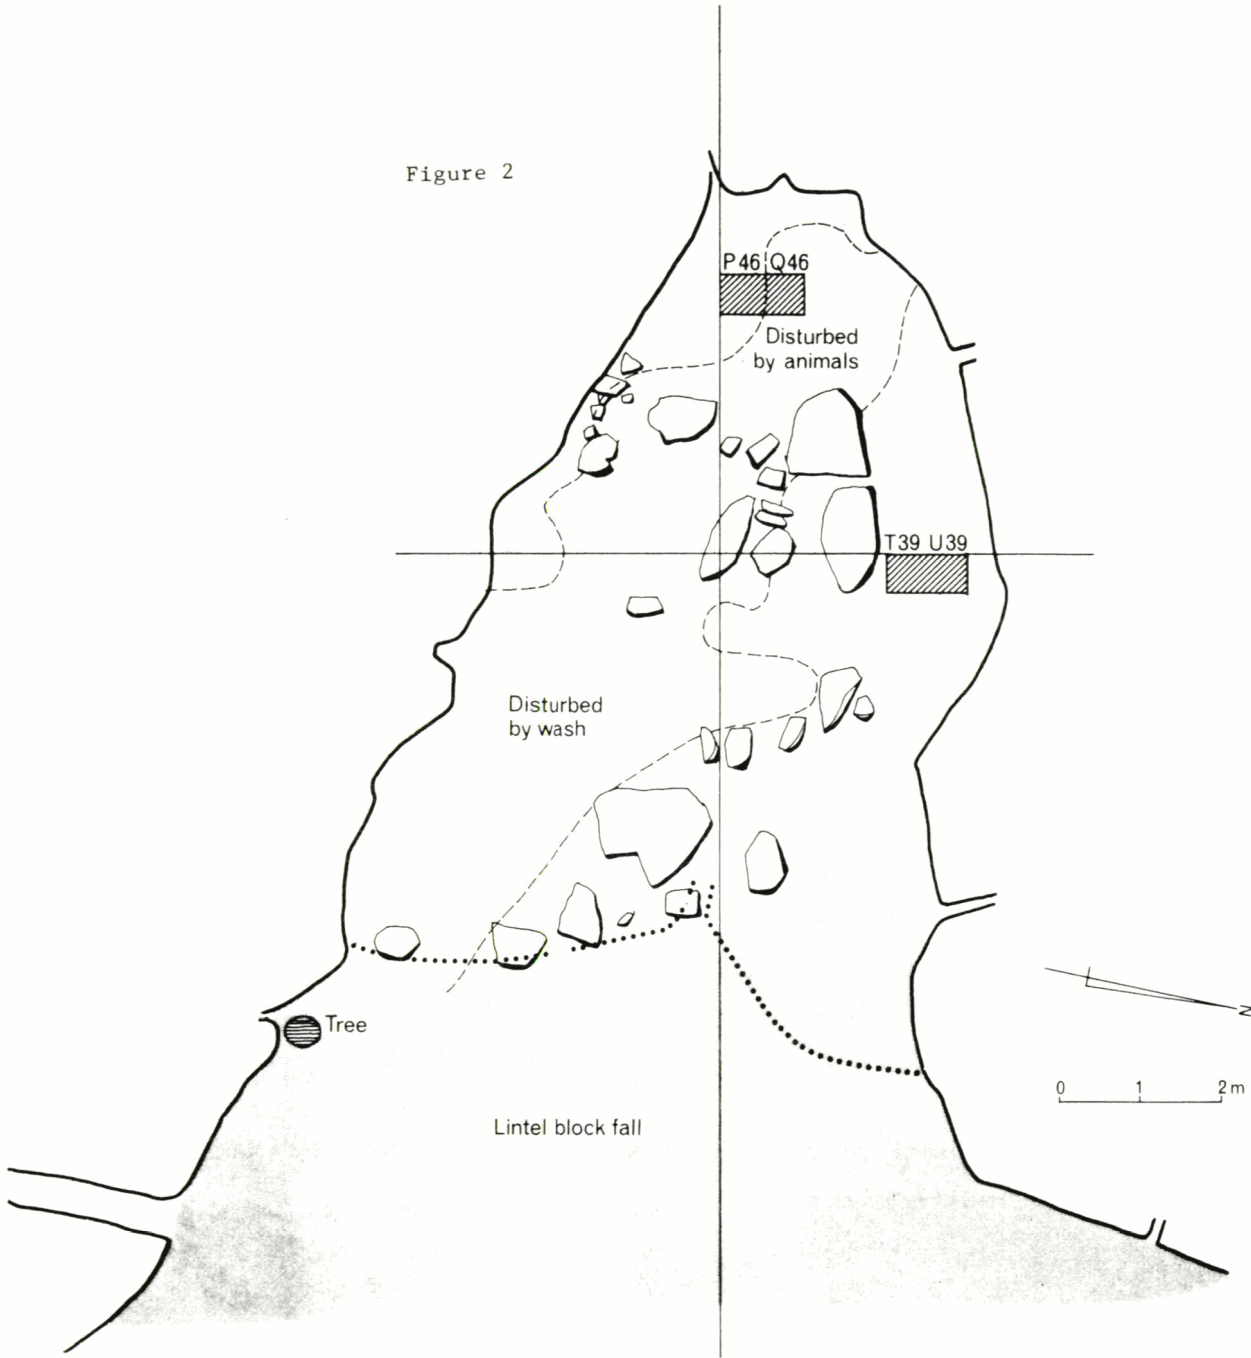 Figure 2
P46 Q46
Disturbed
by animals
T39 U39
Disturbed
by wash
Tree
N
0 1 2 m
Lintel block fall